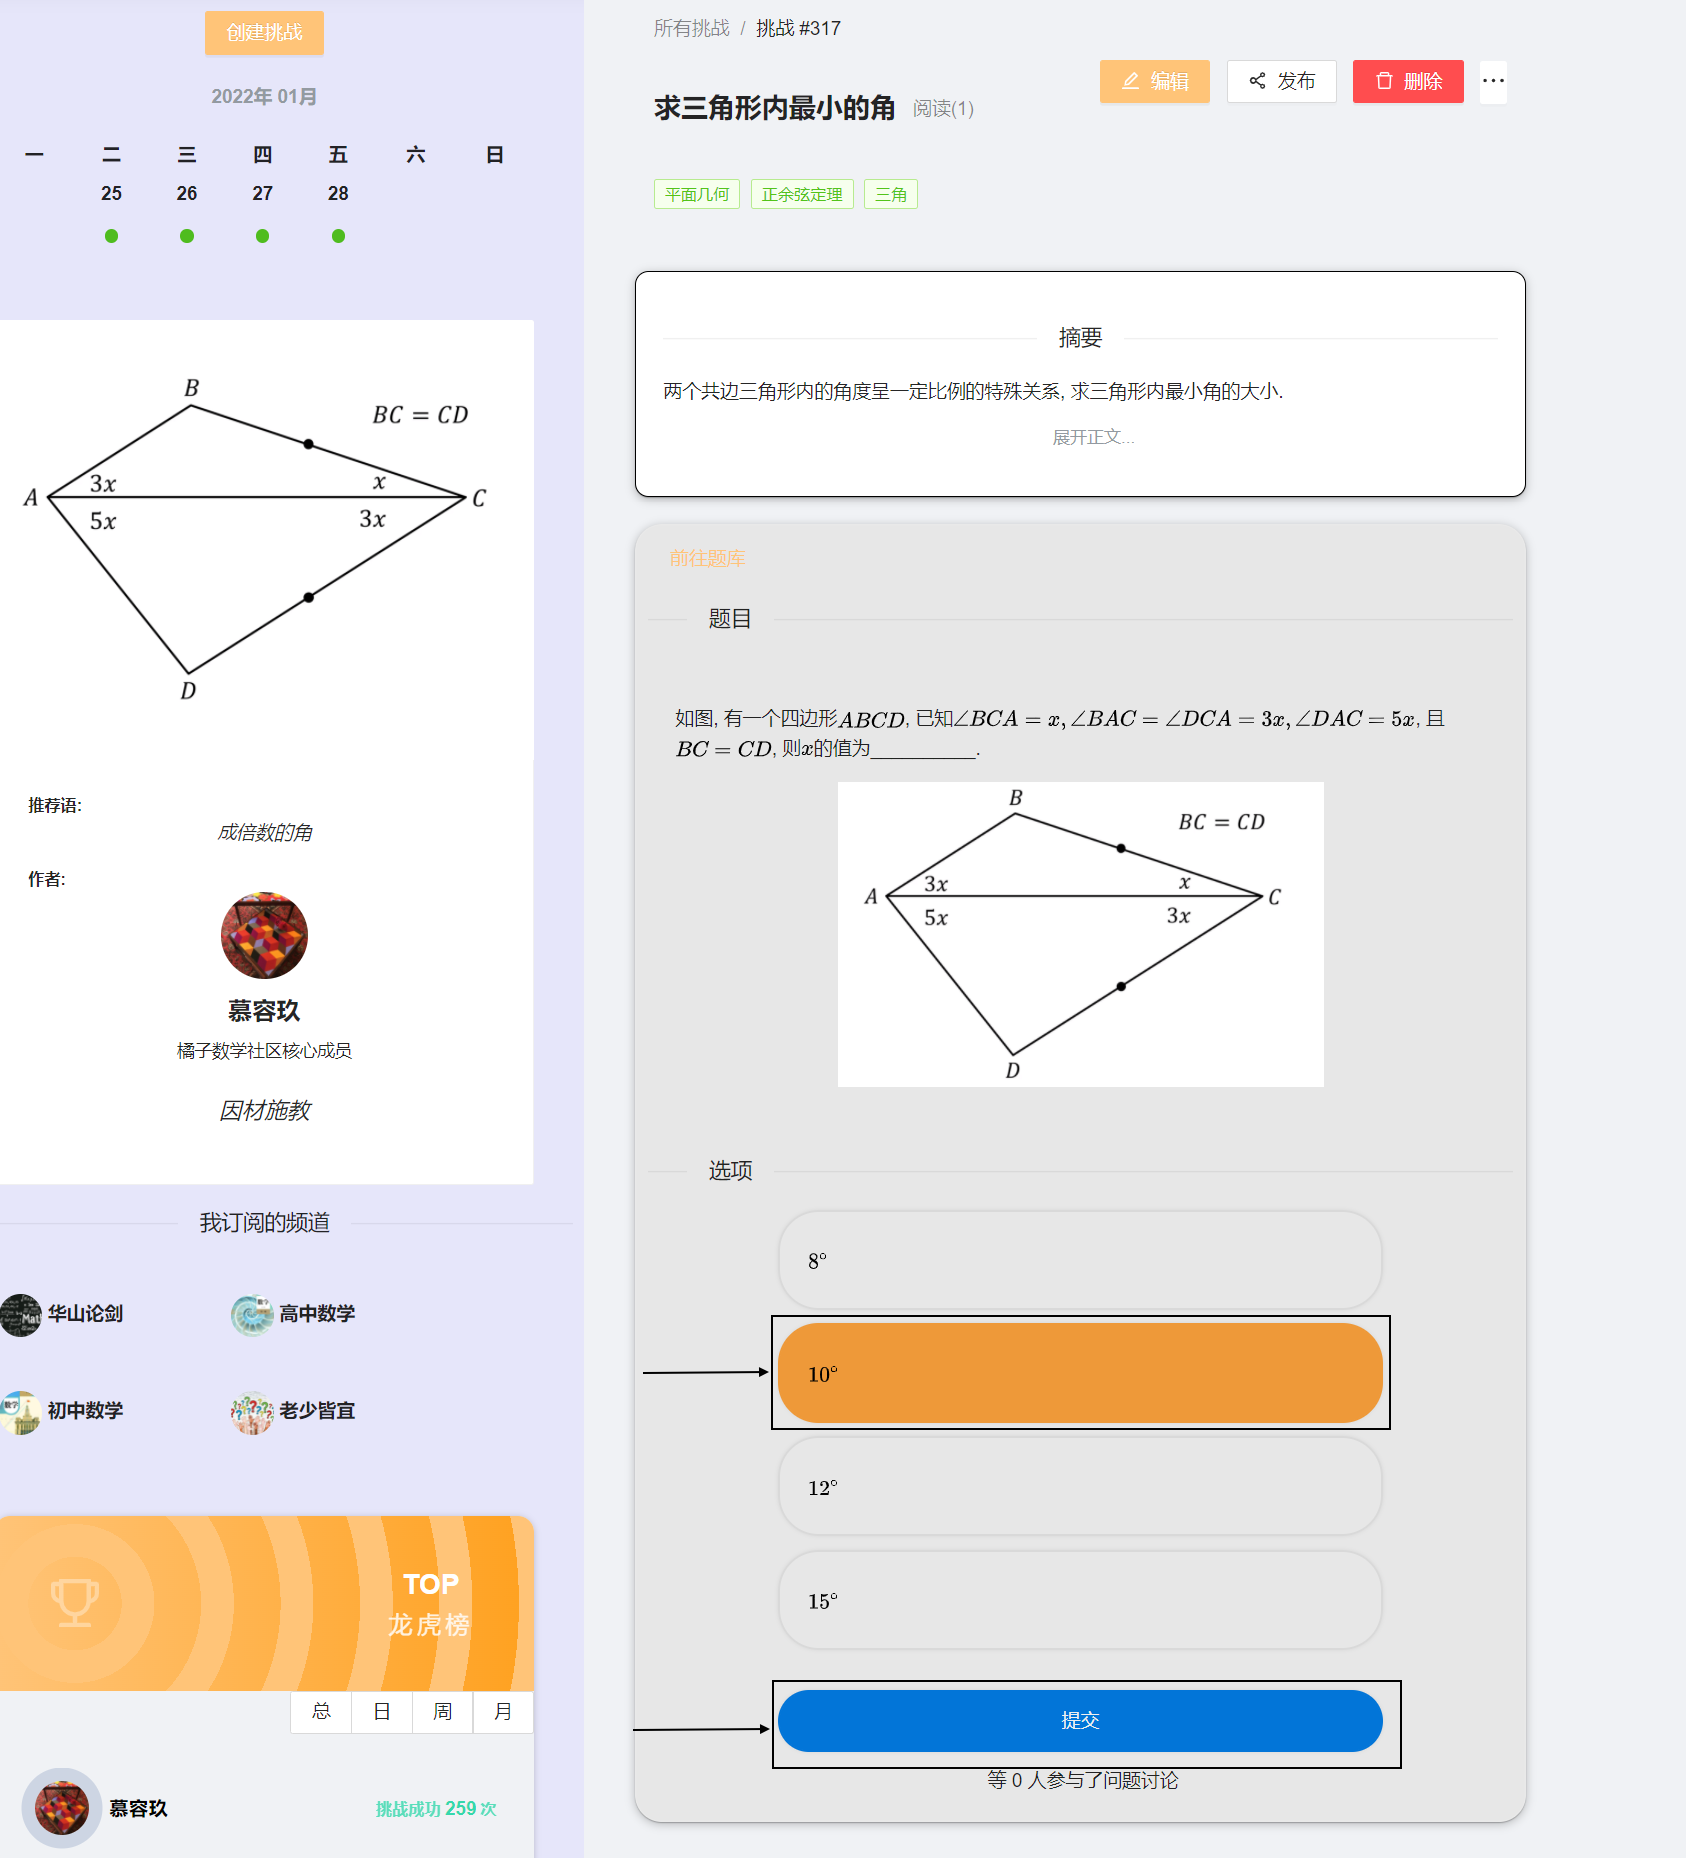 创建挑战
2022年 01月
一 二 三 四 五 六 日
25 26 27 28
B
BC = CD
A 3x x C
5x 3x
D
推荐语:
成倍数的角
作者:
慕容玖
橘子数学社区核心成员
因材施教
我订阅的频道
华山论剑 高中数学
初中数学 老少皆宜
TOP
龙虎榜
总 日 周 月
慕容玖 挑战成功 259 次
所有挑战 / 挑战 #317
编辑 发布 删除 ···
求三角形内最小的角 阅读(1)
平面几何 正余弦定理 三角
摘要
两个共边三角形内的角度呈一定比例的特殊关系, 求三角形内最小角的大小.
展开正文...
前往题库
题目
如图, 有一个四边形ABCD, 已知∠BCA = x, ∠BAC = ∠DCA = 3x, ∠DAC = 5x, 且
BC = CD, 则x的值为__________.
B
BC = CD
A 3x x C
5x 3x
D
选项
8°
10°
12°
15°
提交
等 0 人参与了问题讨论